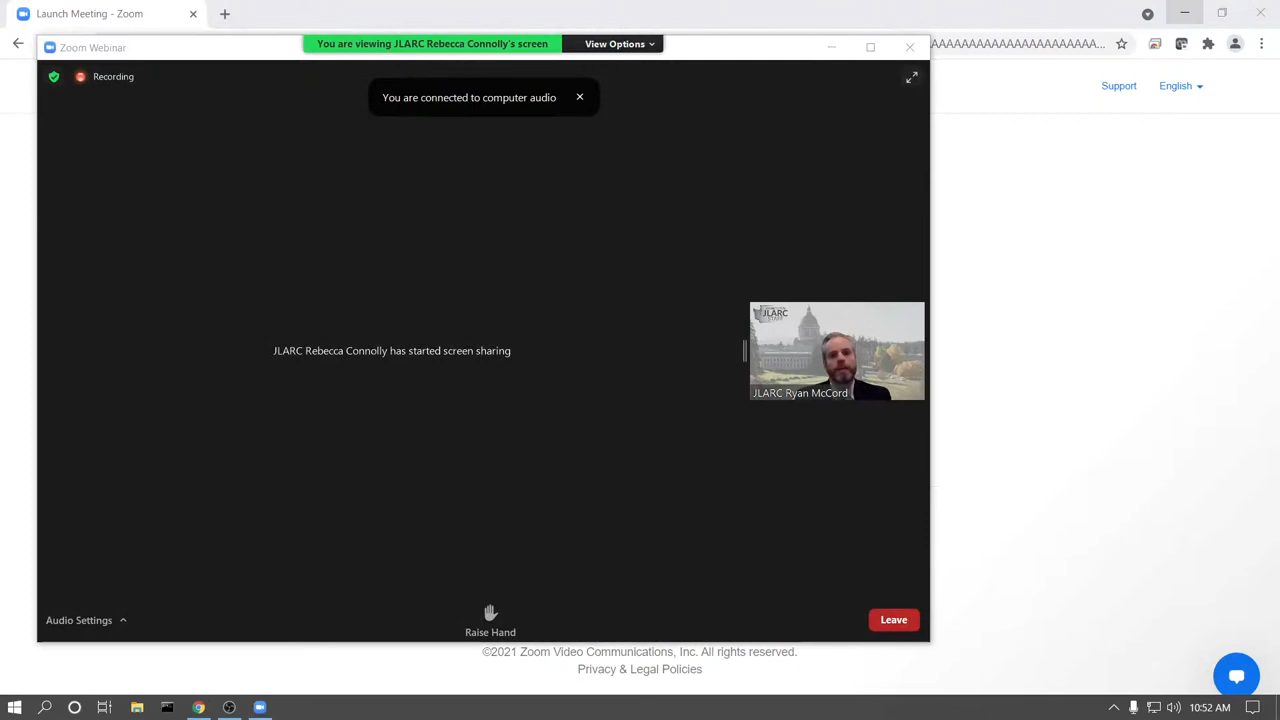 Launch Meeting - Zoom
Zoom Webinar
You are viewing JLARC Rebecca Connolly's screen
View Options
AAAAAAAAAAAAAAAAAAAAAAA...
Recording
You are connected to computer audio
Support
English
JLARC
STAFF
JLARC Rebecca Connolly has started screen sharing
JLARC Ryan McCord
Audio Settings
Raise Hand
Leave
©2021 Zoom Video Communications, Inc. All rights reserved.
Privacy & Legal Policies
10:52 AM